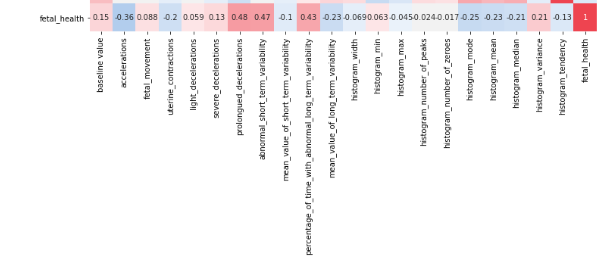 fetal_health
0.15 -0.36 0.088 -0.2 0.059 0.13 0.48 0.47 -0.1 0.43 -0.23 -0.069 0.063 -0.045 -0.024 -0.017 -0.25 -0.23 -0.21 0.21 -0.13 1
baseline value
accelerations
fetal_movement
uterine_contractions
light_decelerations
severe_decelerations
prolongued_decelerations
abnormal_short_term_variability
mean_value_of_short_term_variability
percentage_of_time_with_abnormal_long_term_variability
mean_value_of_long_term_variability
histogram_width
histogram_min
histogram_max
histogram_number_of_peaks
histogram_number_of_zeroes
histogram_mode
histogram_mean
histogram_median
histogram_variance
histogram_tendency
fetal_health